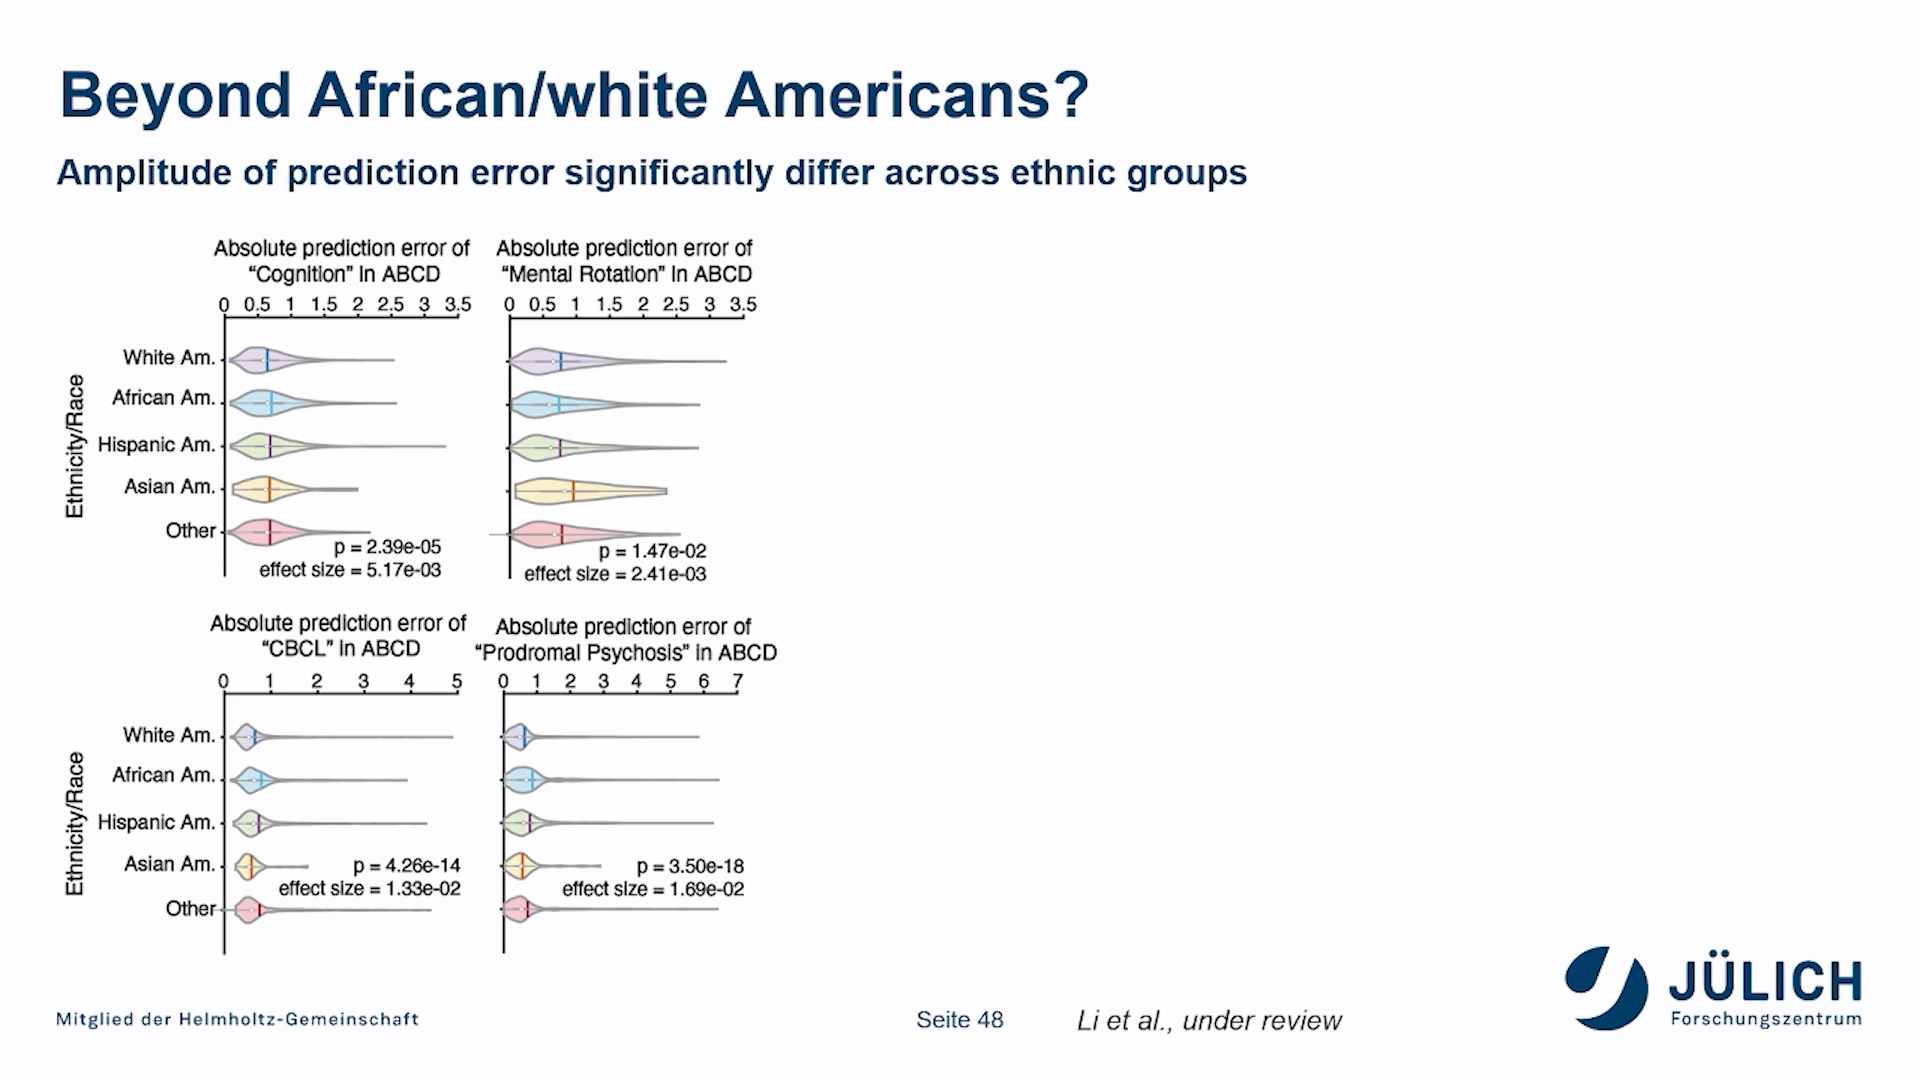 Beyond African/white Americans?
Amplitude of prediction error significantly differ across ethnic groups
Absolute prediction error of
“Cognition” in ABCD
0 0.5 1 1.5 2 2.5 3 3.5
Ethnicity/Race
White Am.
African Am.
Hispanic Am.
Asian Am.
Other
p = 2.39e-05
effect size = 5.17e-03
Absolute prediction error of
“Mental Rotation” in ABCD
0 0.5 1 1.5 2 2.5 3 3.5
p = 1.47e-02
effect size = 2.41e-03
Absolute prediction error of
“CBCL” in ABCD
0 1 2 3 4 5
Ethnicity/Race
White Am.
African Am.
Hispanic Am.
Asian Am.
Other
p = 4.26e-14
effect size = 1.33e-02
Absolute prediction error of
“Prodromal Psychosis” in ABCD
0 1 2 3 4 5 6 7
p = 3.50e-18
effect size = 1.69e-02
Mitglied der Helmholtz-Gemeinschaft
Seite 48
Li et al., under review
JÜLICH
Forschungszentrum